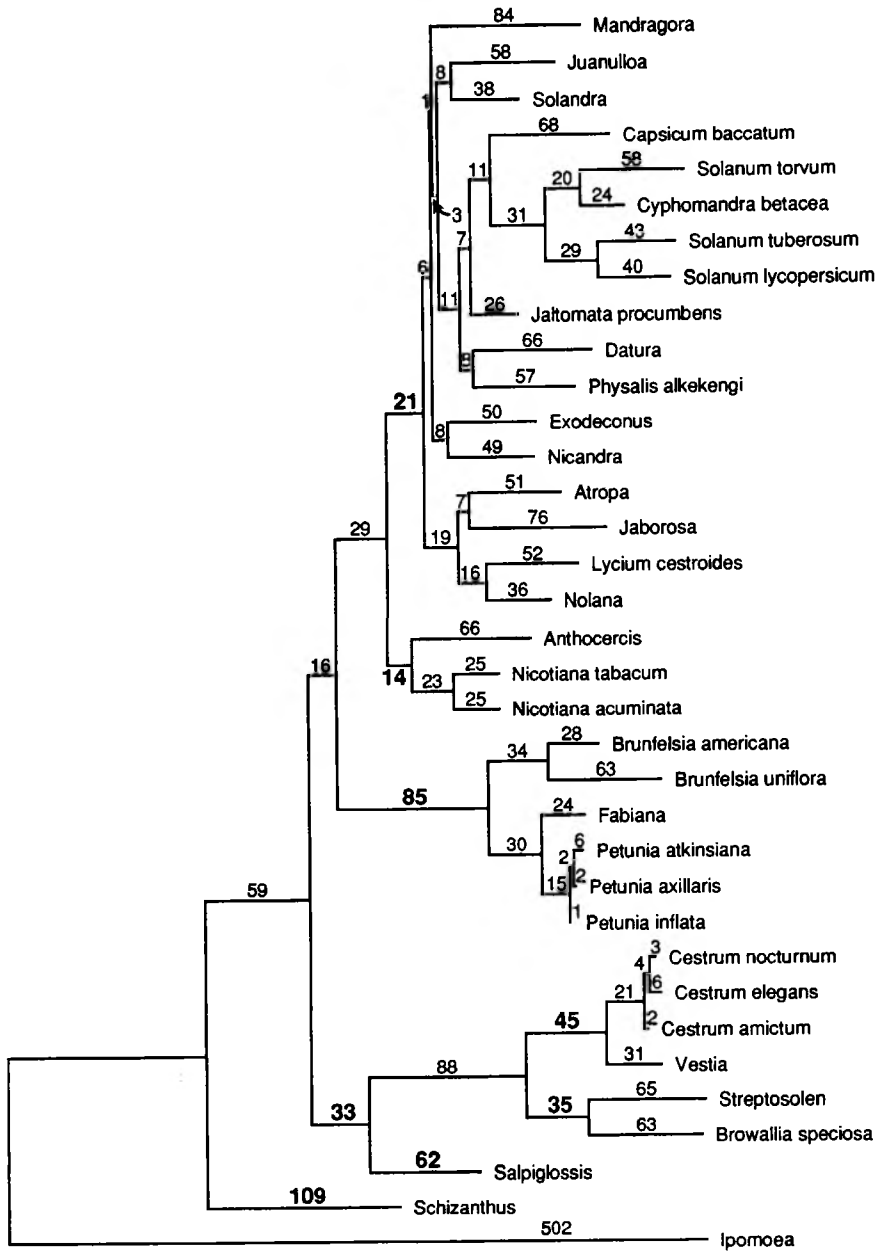 84
Mandragora
58
Juanulloa
8
38
Solandra
1
68
Capsicum baccatum
58
Solanum torvum
11
20
24
Cyphomandra betacea
3
31
43
Solanum tuberosum
7
29
40
Solanum lycopersicum
6
11
26
Jaltomata procumbens
66
Datura
8
57
Physalis alkekengi
21
50
Exodeconus
8
49
Nicandra
51
Atropa
7
76
Jaborosa
29
19
52
Lycium cestroides
16
36
Nolana
66
Anthocercis
16
25
Nicotiana tabacum
14
23
25
Nicotiana acuminata
28
Brunfelsia americana
34
63
Brunfelsia uniflora
85
24
Fabiana
30
6
Petunia atkinsiana
2
15
2
Petunia axillaris
59
1
Petunia inflata
3
Cestrum nocturnum
4
21
6
Cestrum elegans
45
2
Cestrum amictum
88
31
Vestia
65
Streptosolen
33
35
63
Browallia speciosa
62
Salpiglossis
109
Schizanthus
502
Ipomoea